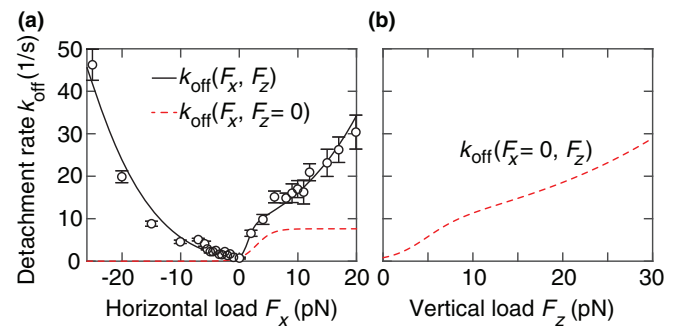 (a)
(b)
Detachment rate k_off (1/s)
50
40
30
20
10
0
k_off(F_x, F_z)
k_off(F_x, F_z=0)
k_off(F_x=0, F_z)
-20 -10 0 10 20
0 10 20 30
Horizontal load F_x (pN)
Vertical load F_z (pN)